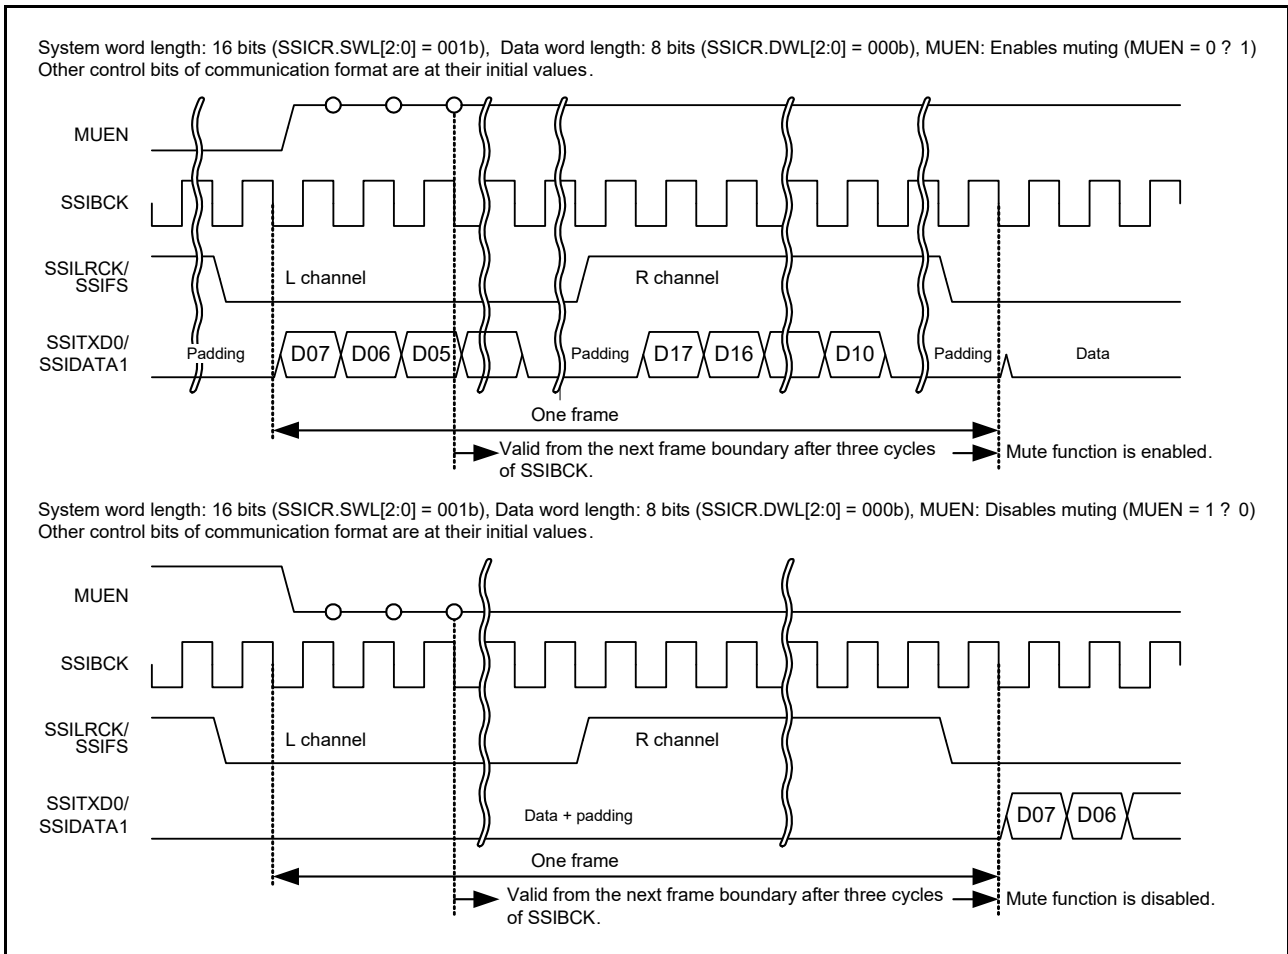 System word length: 16 bits (SSICR.SWL[2:0] = 001b), Data word length: 8 bits (SSICR.DWL[2:0] = 000b), MUEN: Enables muting (MUEN = 0 ? 1)
Other control bits of communication format are at their initial values.
MUEN
SSIBCK
SSILRCK/
SSIFS
L channel
R channel
SSITXD0/
SSIDATA1
Padding
D07
D06
D05
Padding
D17
D16
D10
Padding
Data
One frame
Valid from the next frame boundary after three cycles
of SSIBCK.
Mute function is enabled.
System word length: 16 bits (SSICR.SWL[2:0] = 001b), Data word length: 8 bits (SSICR.DWL[2:0] = 000b), MUEN: Disables muting (MUEN = 1 ? 0)
Other control bits of communication format are at their initial values.
MUEN
SSIBCK
SSILRCK/
SSIFS
L channel
R channel
SSITXD0/
SSIDATA1
Data + padding
D07
D06
One frame
Valid from the next frame boundary after three cycles
of SSIBCK.
Mute function is disabled.